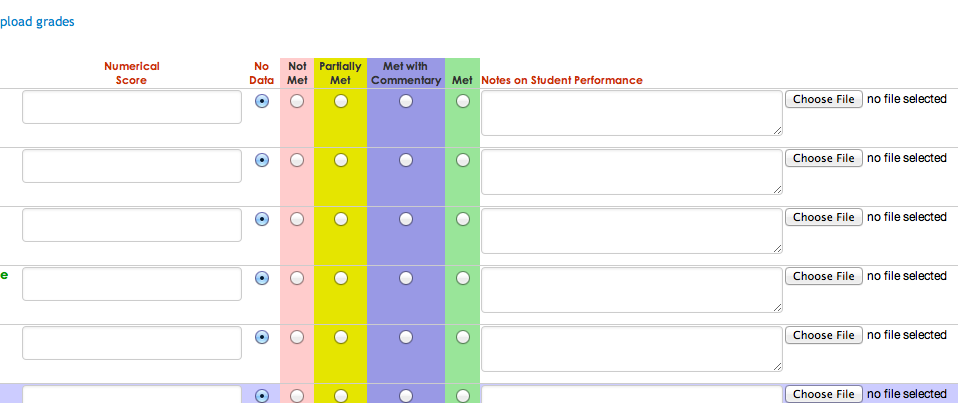 pload grades
Numerical Score No Data Not Met Partially Met Met with Commentary Met Notes on Student Performance
Choose File no file selected
Choose File no file selected
Choose File no file selected
e Choose File no file selected
Choose File no file selected
Choose File no file selected